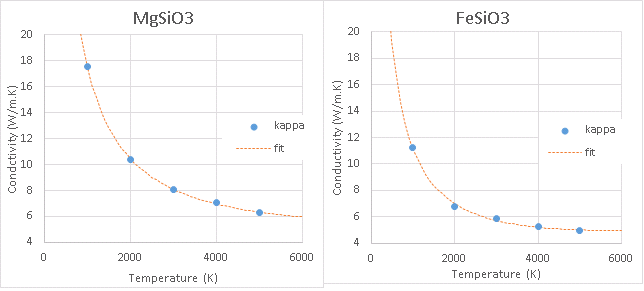 MgSiO3
20
18
16
14
12
10
8
6
4
0
2000
4000
6000
Condctivity (W/m.K)
Temperature (K)
kappa
fit
FeSiO3
20
18
16
14
12
10
8
6
4
0
2000
4000
6000
Conductivity (W/m.K)
Temperature (K)
kappa
fit